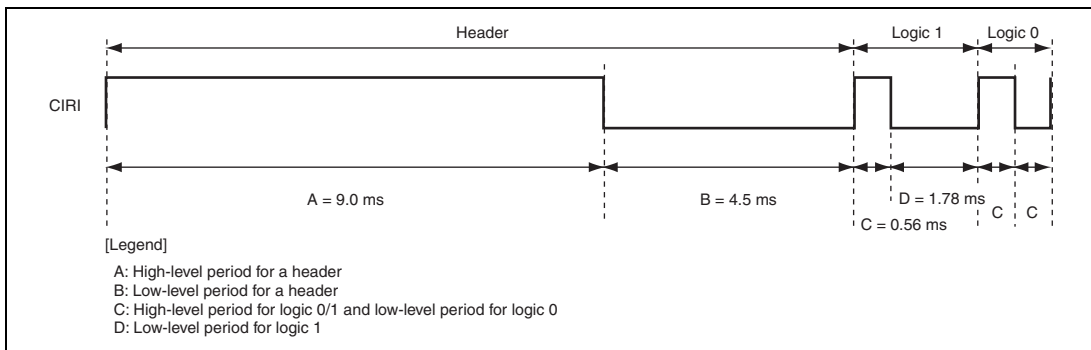 Header
Logic 1
Logic 0
CIRI
A = 9.0 ms
B = 4.5 ms
D = 1.78 ms
C = 0.56 ms
C
C
[Legend]
A: High-level period for a header
B: Low-level period for a header
C: High-level period for logic 0/1 and low-level period for logic 0
D: Low-level period for logic 1